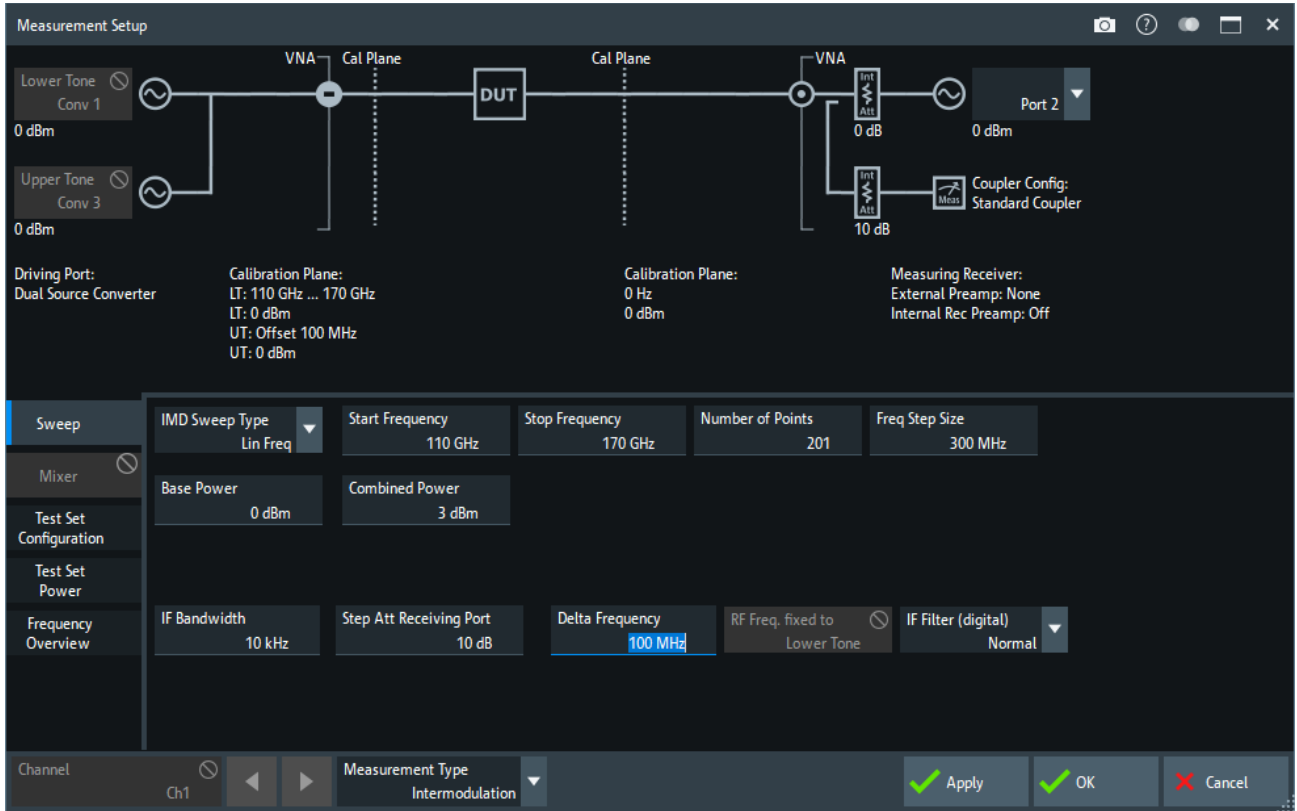 Measurement Setup
VNA
Cal Plane
Cal Plane
VNA
Lower Tone
Conv 1
0 dBm
DUT
Int
Att
0 dB
Port 2
0 dBm
Upper Tone
Conv 3
0 dBm
Int
Att
10 dB
Meas
Coupler Config:
Standard Coupler
Driving Port:
Dual Source Converter
Calibration Plane:
LT: 110 GHz ... 170 GHz
LT: 0 dBm
UT: Offset 100 MHz
UT: 0 dBm
Calibration Plane:
0 Hz
0 dBm
Measuring Receiver:
External Preamp: None
Internal Rec Preamp: Off
Sweep
Mixer
Test Set
Configuration
Test Set
Power
Frequency
Overview
IMD Sweep Type
Lin Freq
Start Frequency
110 GHz
Stop Frequency
170 GHz
Number of Points
201
Freq Step Size
300 MHz
Base Power
0 dBm
Combined Power
3 dBm
IF Bandwidth
10 kHz
Step Att Receiving Port
10 dB
Delta Frequency
100 MHz
RF Freq. fixed to
Lower Tone
IF Filter (digital)
Normal
Channel
Ch1
Measurement Type
Intermodulation
Apply
OK
Cancel